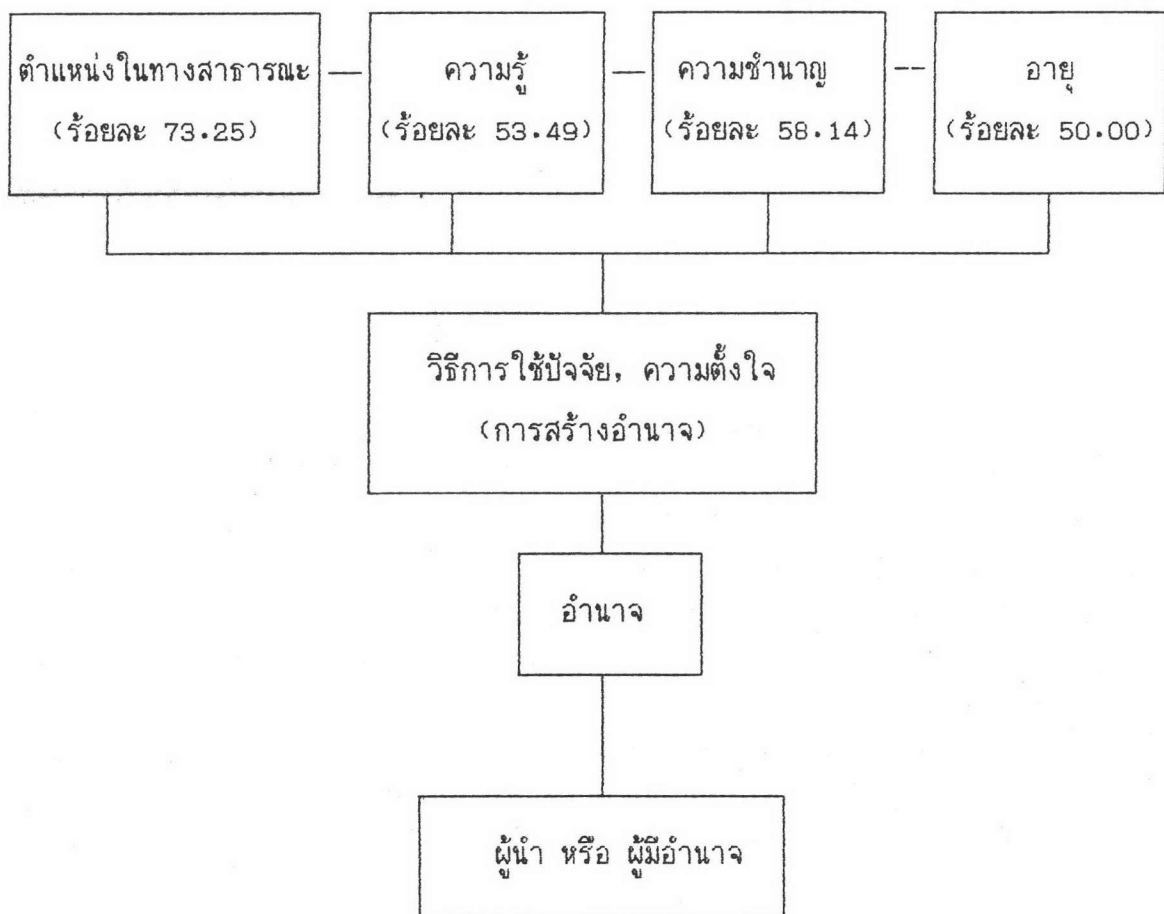 ตำแหน่งในทางสาธารณะ
(ร้อยละ 73.25)
ความรู้
(ร้อยละ 53.49)
ความชำนาญ
(ร้อยละ 58.14)
อายุ
(ร้อยละ 50.00)
วิธีการใช้ปัจจัย, ความตั้งใจ
(การสร้างอำนาจ)
อำนาจ
ผู้นำ หรือ ผู้มีอำนาจ